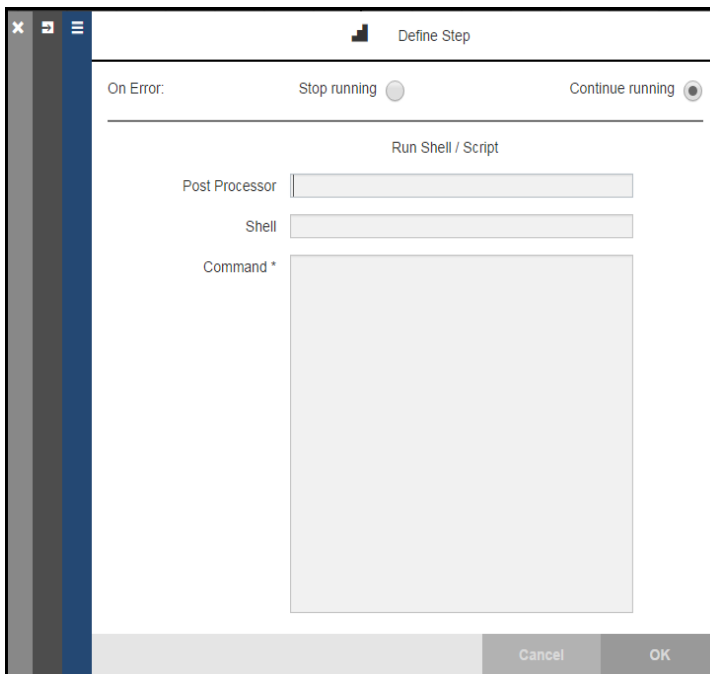 Define Step
On Error: Stop running Continue running
Run Shell / Script
Post Processor
Shell
Command *
Cancel OK